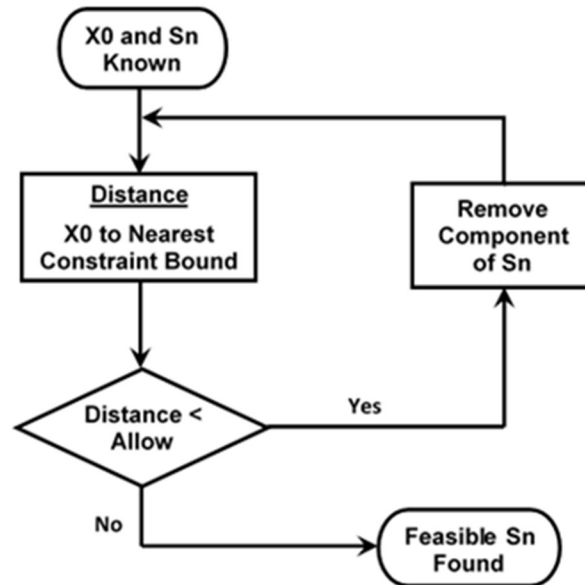 X0 and Sn
Known
Distance
X0 to Nearest
Constraint Bound
Remove
Component
of Sn
Distance <
Allow
Yes
No
Feasible Sn
Found